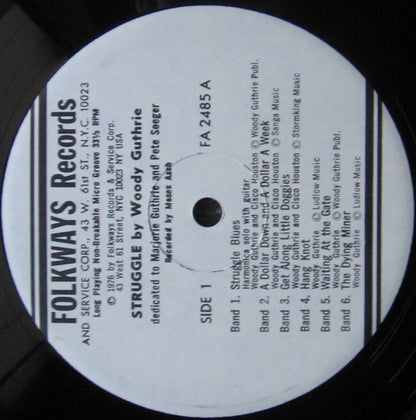 FOLKWAYS Records
AND SERVICE CORP., 43 W. 61st ST., N.Y.C. 10023
Long Playing Non-Breakable Micro Groove 33⅓ RPM
© 1976 by Folkways Records & Service Corp.
43 West 61 Street, NYC 10023 NY USA
STRUGGLE by Woody Guthrie
dedicated to Marjorie Guthrie and Pete Seeger
Recorded by Moses Asch
SIDE 1
FA 2485 A
Band 1. Struggle Blues
Harmonica solo with guitar
Woody Guthrie and Cisco Houston © Woody Guthrie Publ.
Band 2. A Dollar Down and A Dollar A Week
Woody Guthrie and Cisco Houston © Sanga Music
Band 3. Get Along Little Doggies
Woody Guthrie and Cisco Houston © Stormking Music
Band 4. Hang Knot
Woody Guthrie © Ludlow Music
Band 5. Waiting At the Gate
Woody Guthrie © Woody Guthrie Publ.
Band 6. The Dying Miner
Woody Guthrie © Ludlow Music